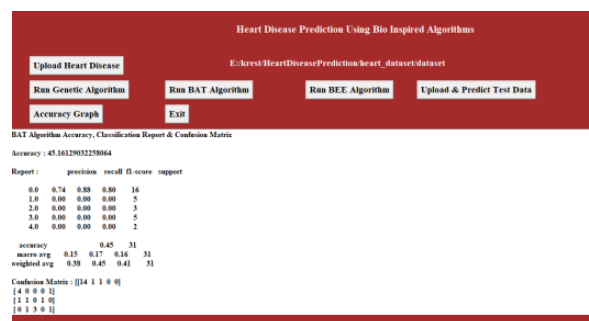 Heart Disease Prediction Using Bio Inspired Algorithms
Upload Heart Disease E:/krest/HeartDiseasePrediction/heart_dataset/dataset
Run Genetic Algorithm Run BAT Algorithm Run BEE Algorithm Upload & Predict Test Data
Accuracy Graph Exit
BAT Algorithm Accuracy, Classification Report & Confusion Matrix
Accuracy : 45.16129032258064
Report : precision recall f1-score support
0.0 0.74 0.88 0.80 16
1.0 0.00 0.00 0.00 5
2.0 0.00 0.00 0.00 3
3.0 0.00 0.00 0.00 5
4.0 0.00 0.00 0.00 2
accuracy 0.45 31
macro avg 0.15 0.17 0.16 31
weighted avg 0.38 0.45 0.41 31
Confusion Matrix : [[14 1 1 0 0]
[ 4 0 0 0 1]
[ 1 1 0 1 0]
[ 0 1 3 0 1]